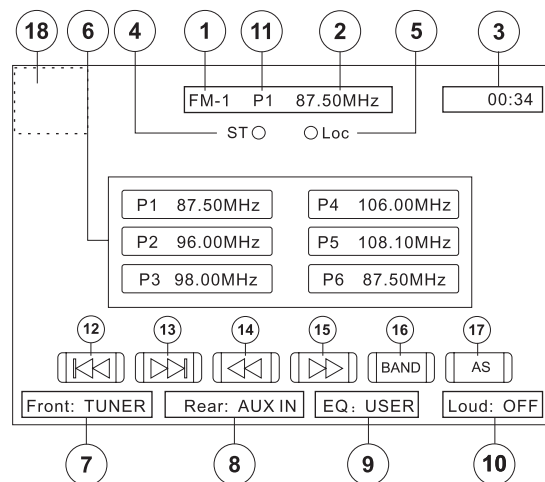 18 6 4 1 11 2 5 3
FM-1 P1 87.50MHz 00:34
ST Loc
P1 87.50MHz P4 106.00MHz
P2 96.00MHz P5 108.10MHz
P3 98.00MHz P6 87.50MHz
12 13 14 15 16 17
BAND AS
Front: TUNER Rear: AUX IN EQ: USER Loud: OFF
7 8 9 10